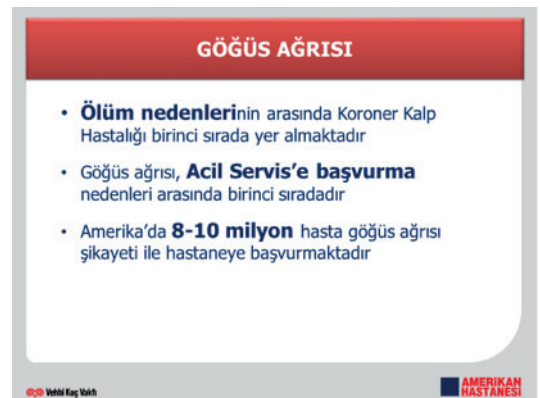 GÖĞÜS AĞRISI
• Ölüm nedenlerinin arasında Koroner Kalp
Hastalığı birinci sırada yer almaktadır
• Göğüs ağrısı, Acil Servis'e başvurma
nedenleri arasında birinci sıradadır
• Amerika'da 8-10 milyon hasta göğüs ağrısı
şikayeti ile hastaneye başvurmaktadır
Vehbi Koç Vakfı
AMERİKAN
HASTANESİ